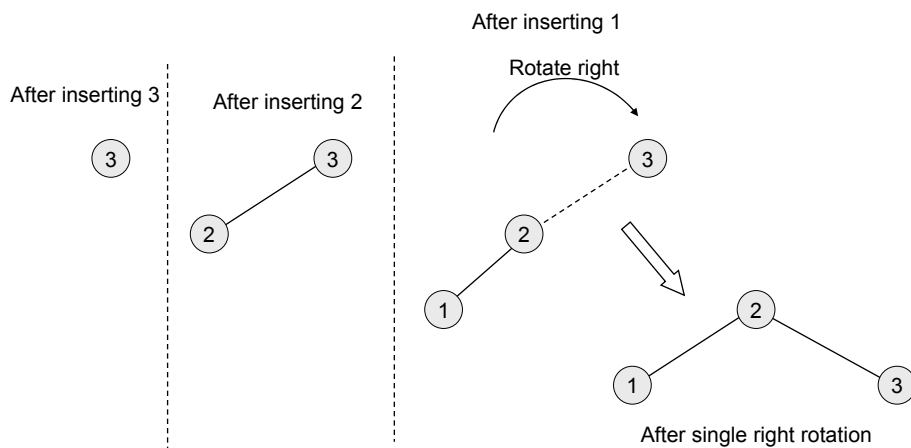 After inserting 3
3
After inserting 2
3
2
After inserting 1
Rotate right
3
2
1
2
1
3
After single right rotation